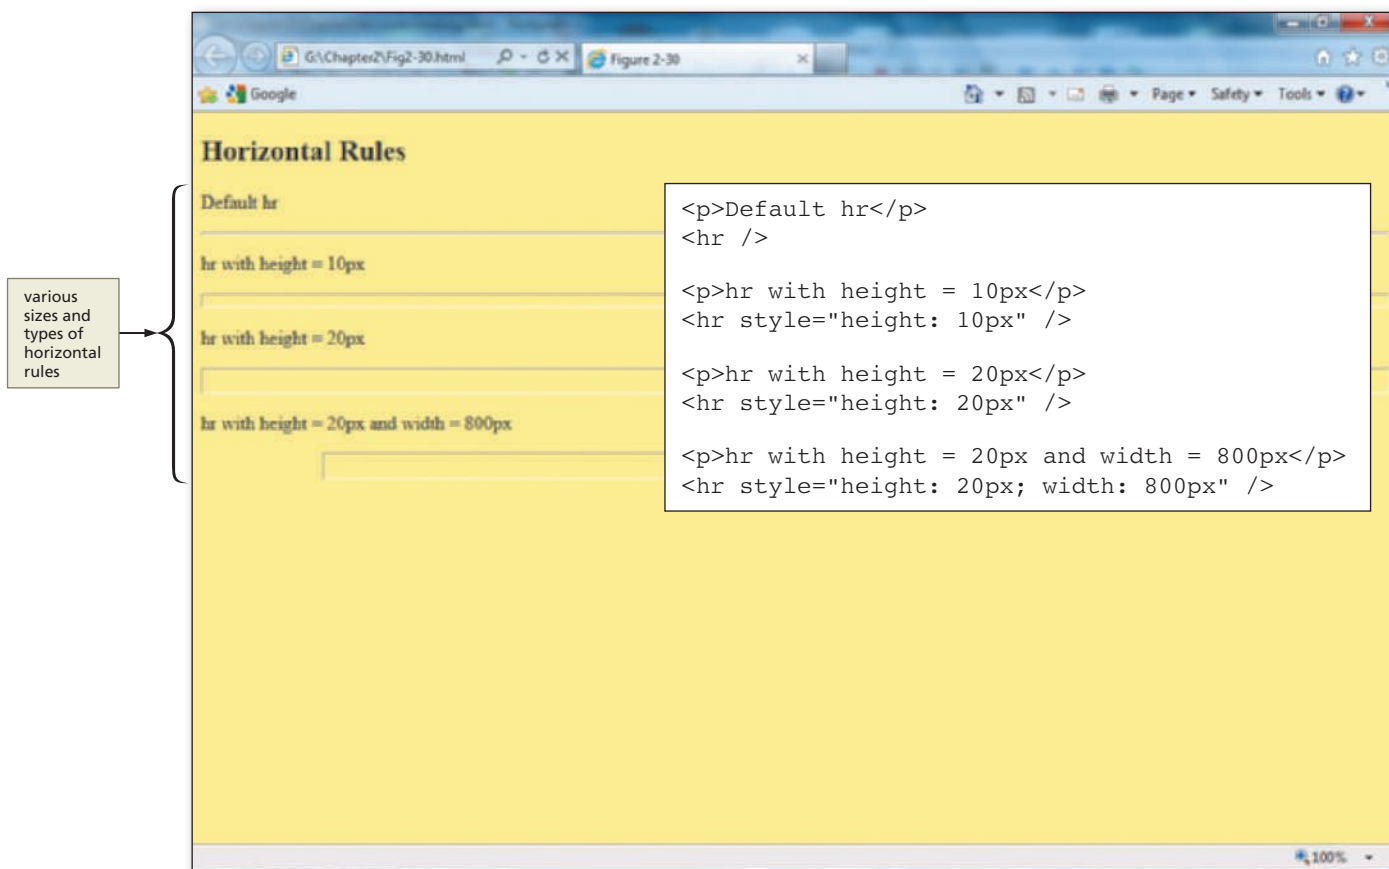 G:\Chapter2\Fig2-30.html
Figure 2-30
Google
Page
Safety
Tools
Horizontal Rules
Default hr
hr with height = 10px
hr with height = 20px
hr with height = 20px and width = 800px
various
sizes and
types of
horizontal
rules
<p>Default hr</p>
<hr />
<p>hr with height = 10px</p>
<hr style="height: 10px" />
<p>hr with height = 20px</p>
<hr style="height: 20px" />
<p>hr with height = 20px and width = 800px</p>
<hr style="height: 20px; width: 800px" />
100%